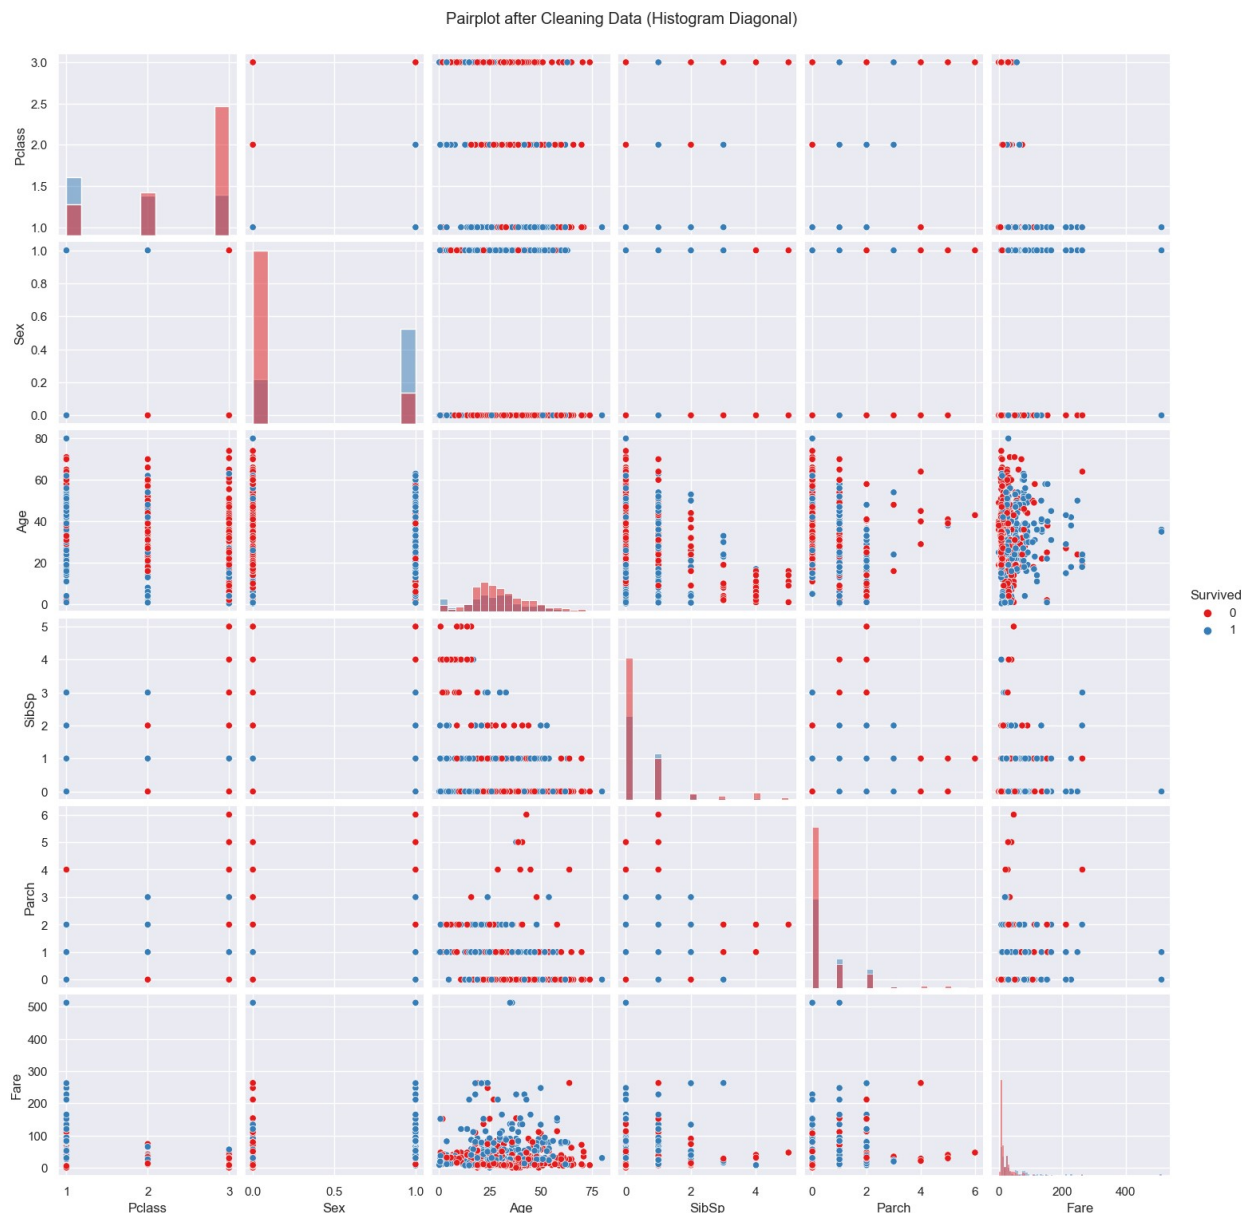 Pairplot after Cleaning Data (Histogram Diagonal)
3.0
2.5
2.0
1.5
1.0
Pclass
1.0
0.8
0.6
0.4
0.2
0.0
Sex
80
60
40
20
0
Age
Survived
0
1
5
4
3
2
1
0
SibSp
6
5
4
3
2
1
0
Parch
500
400
300
200
100
0
Fare
1 2 3
0.0 0.5 1.0
0 25 50 75
0 2 4
0 2 4 6
0 200 400
Pclass Sex Age SibSp Parch Fare